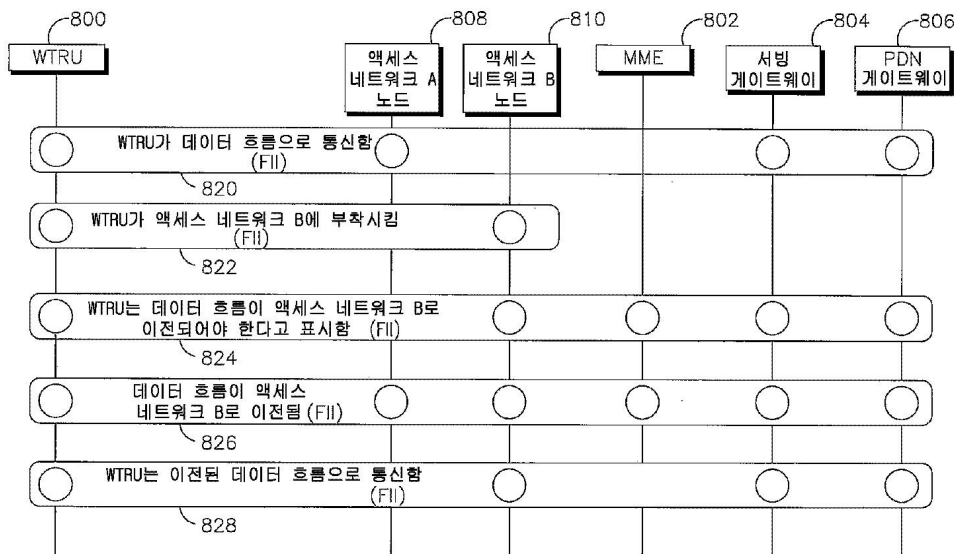 800
808
810
802
804
806
WTRU
액세스
네트워크 A
노드
액세스
네트워크 B
노드
MME
서빙
게이트웨이
PDN
게이트웨이
WTRU가 데이터 흐름으로 통신함
(FII)
820
WTRU가 액세스 네트워크 B에 부착시킴
(FII)
822
WTRU는 데이터 흐름이 액세스 네트워크 B로
이전되어야 한다고 표시함 (FII)
824
데이터 흐름이 액세스
네트워크 B로 이전됨(FII)
826
WTRU는 이전된 데이터 흐름으로 통신함
(FII)
828